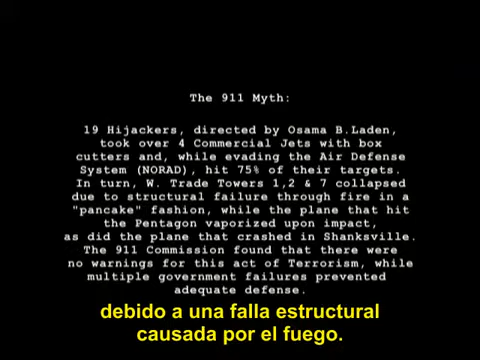 The 911 Myth:
19 Hijackers, directed by Osama B.Laden,
took over 4 Commercial Jets with box
cutters and, while evading the Air Defense
System (NORAD), hit 75% of their targets.
In turn, W. Trade Towers 1,2 & 7 collapsed
due to structural failure through fire in a
"pancake" fashion, while the plane that hit
the Pentagon vaporized upon impact,
as did the plane that crashed in Shanksville.
The 911 Commission found that there were
no warnings for this act of Terrorism, while
multiple government failures prevented
adequate defense.
debido a una falla estructural
causada por el fuego.